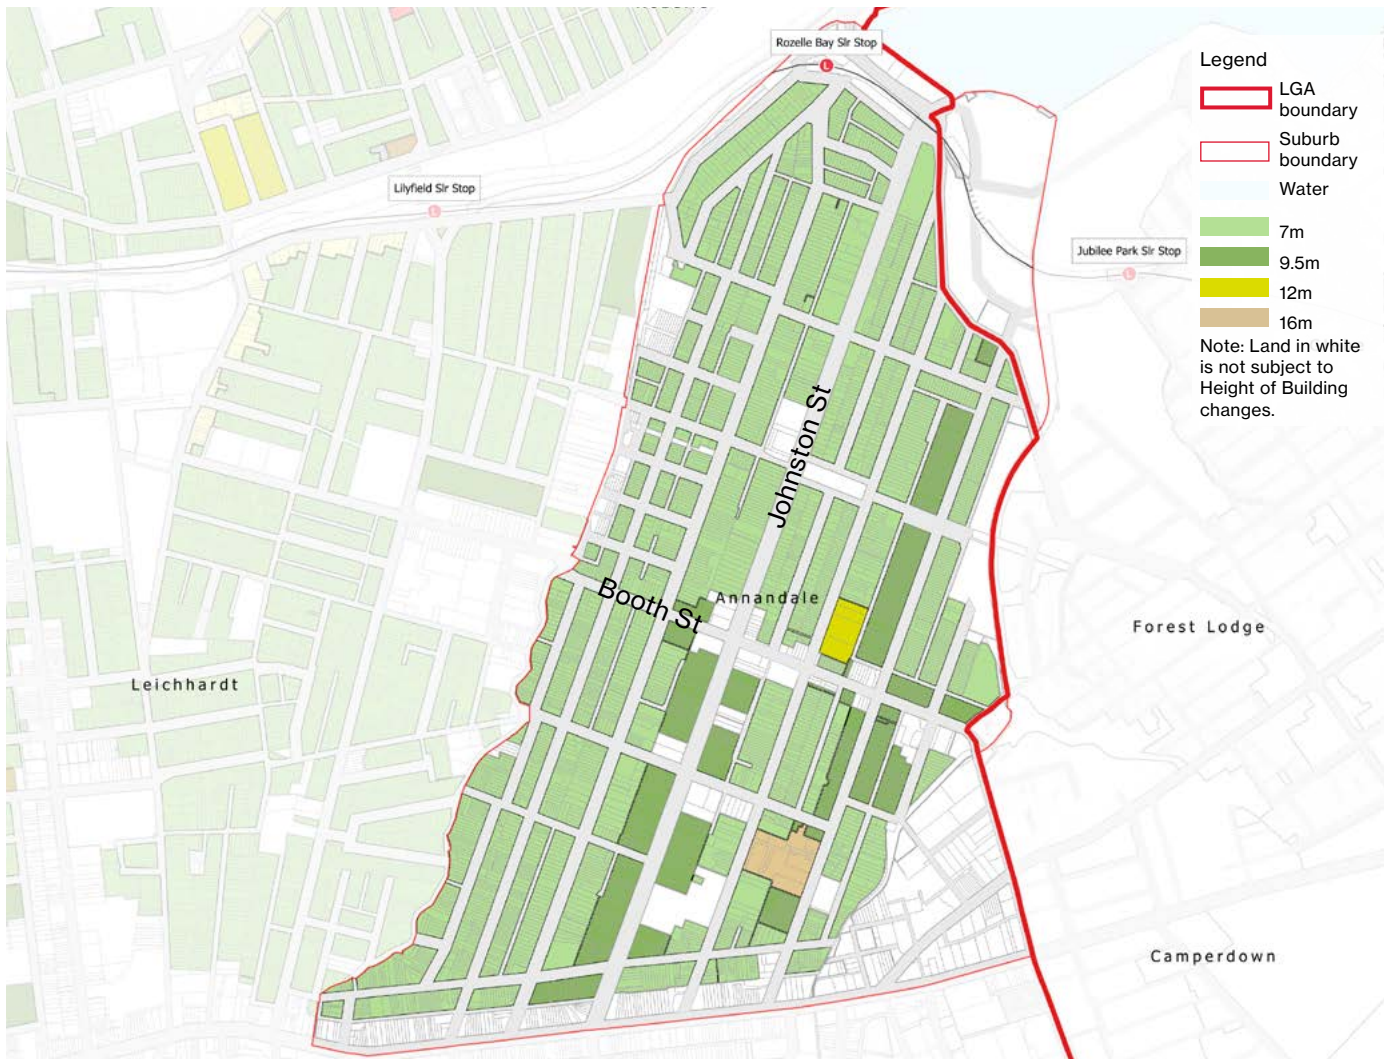 Rozelle Bay Slr Stop
L
Lilyfield Slr Stop
L
Jubilee Park Slr Stop
L
Johnston St
Booth St
Annandale
Leichhardt
Forest Lodge
Camperdown
Legend
LGA
boundary
Suburb
boundary
Water
7m
9.5m
12m
16m
Note: Land in white
is not subject to
Height of Building
changes.